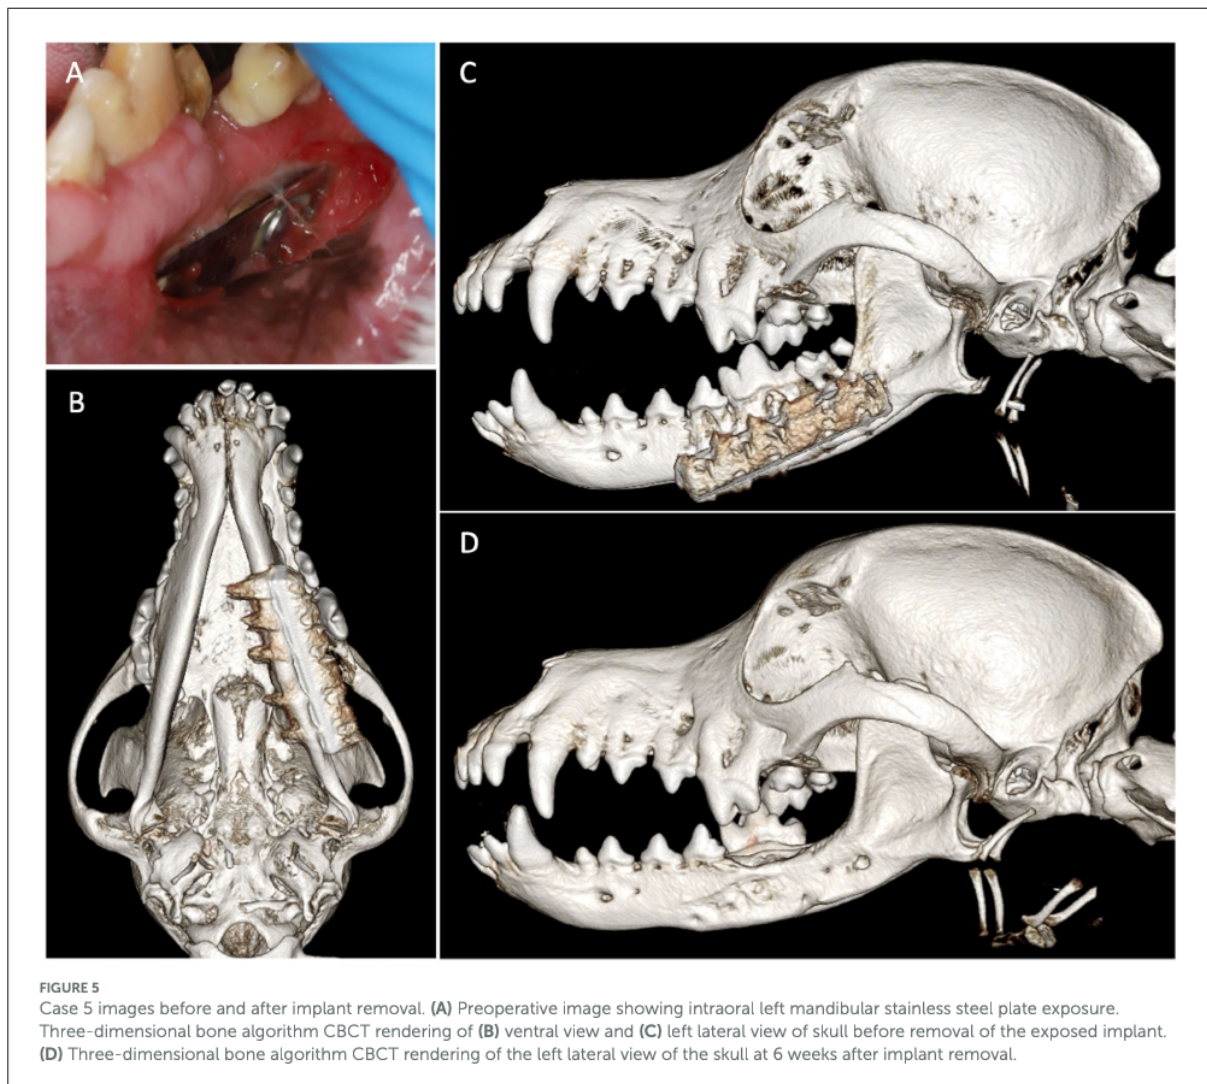 A
B
C
D
FIGURE 5
Case 5 images before and after implant removal. (A) Preoperative image showing intraoral left mandibular stainless steel plate exposure.
Three-dimensional bone algorithm CBCT rendering of (B) ventral view and (C) left lateral view of skull before removal of the exposed implant.
(D) Three-dimensional bone algorithm CBCT rendering of the left lateral view of the skull at 6 weeks after implant removal.